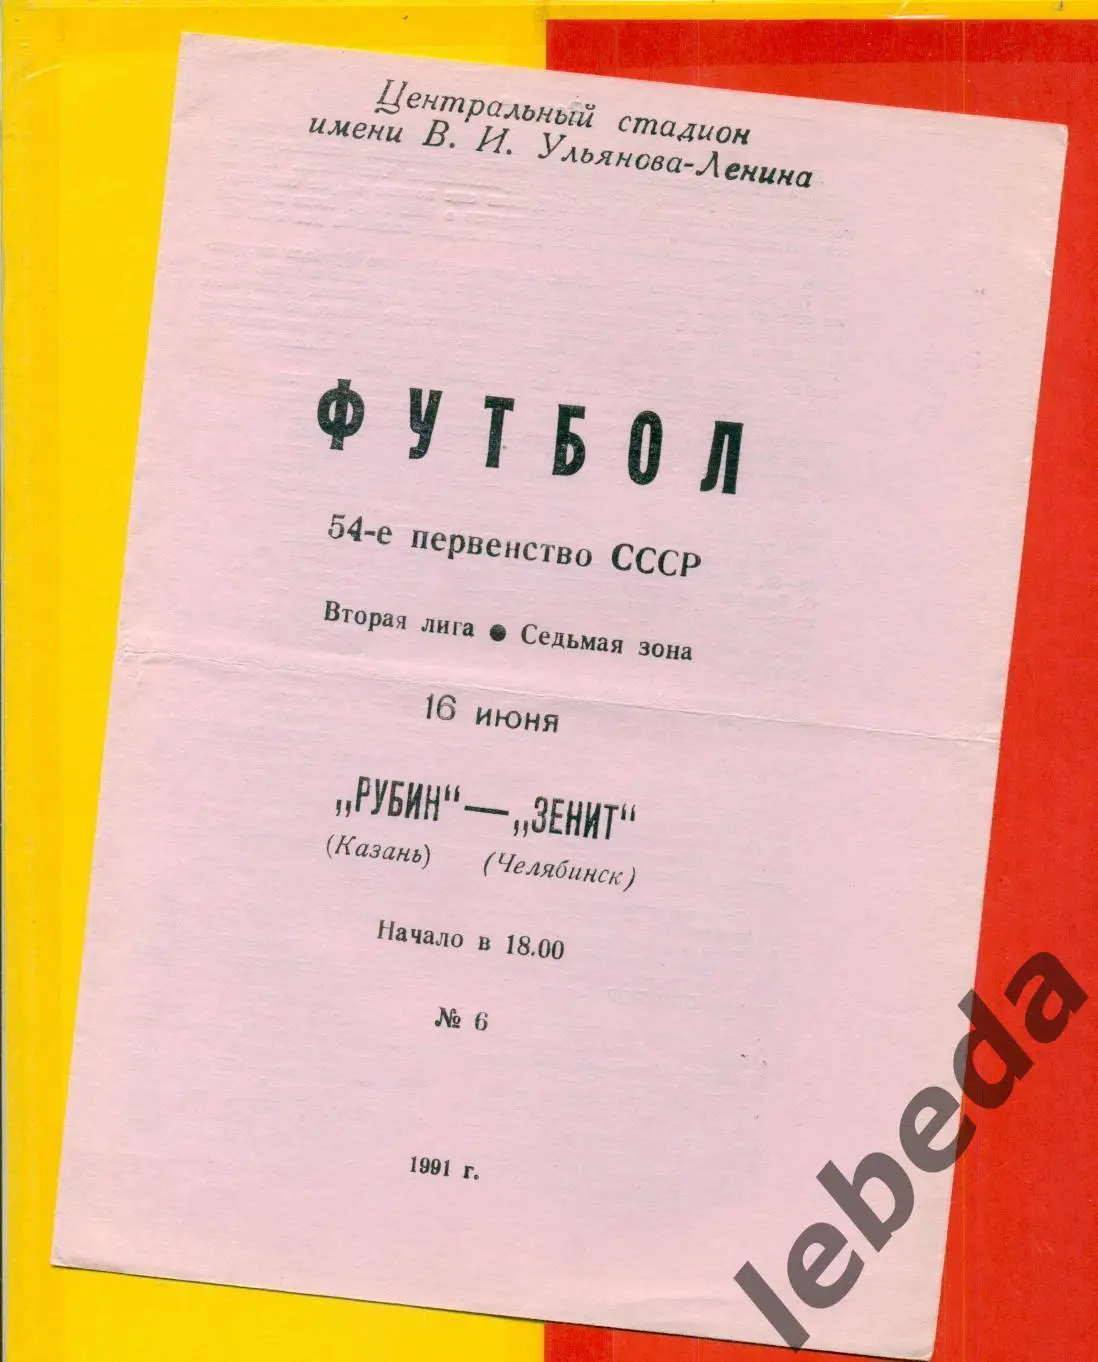 Центральный стадион
имени В. И. Ульянова-Ленина
ФУТБОЛ
54-е первенство СССР
Вторая лига ● Седьмая зона
16 июня
„РУБИН“ — „ЗЕНИТ“
(Казань) (Челябинск)
Начало в 18.00
№ 6
1991 г.
lebeda